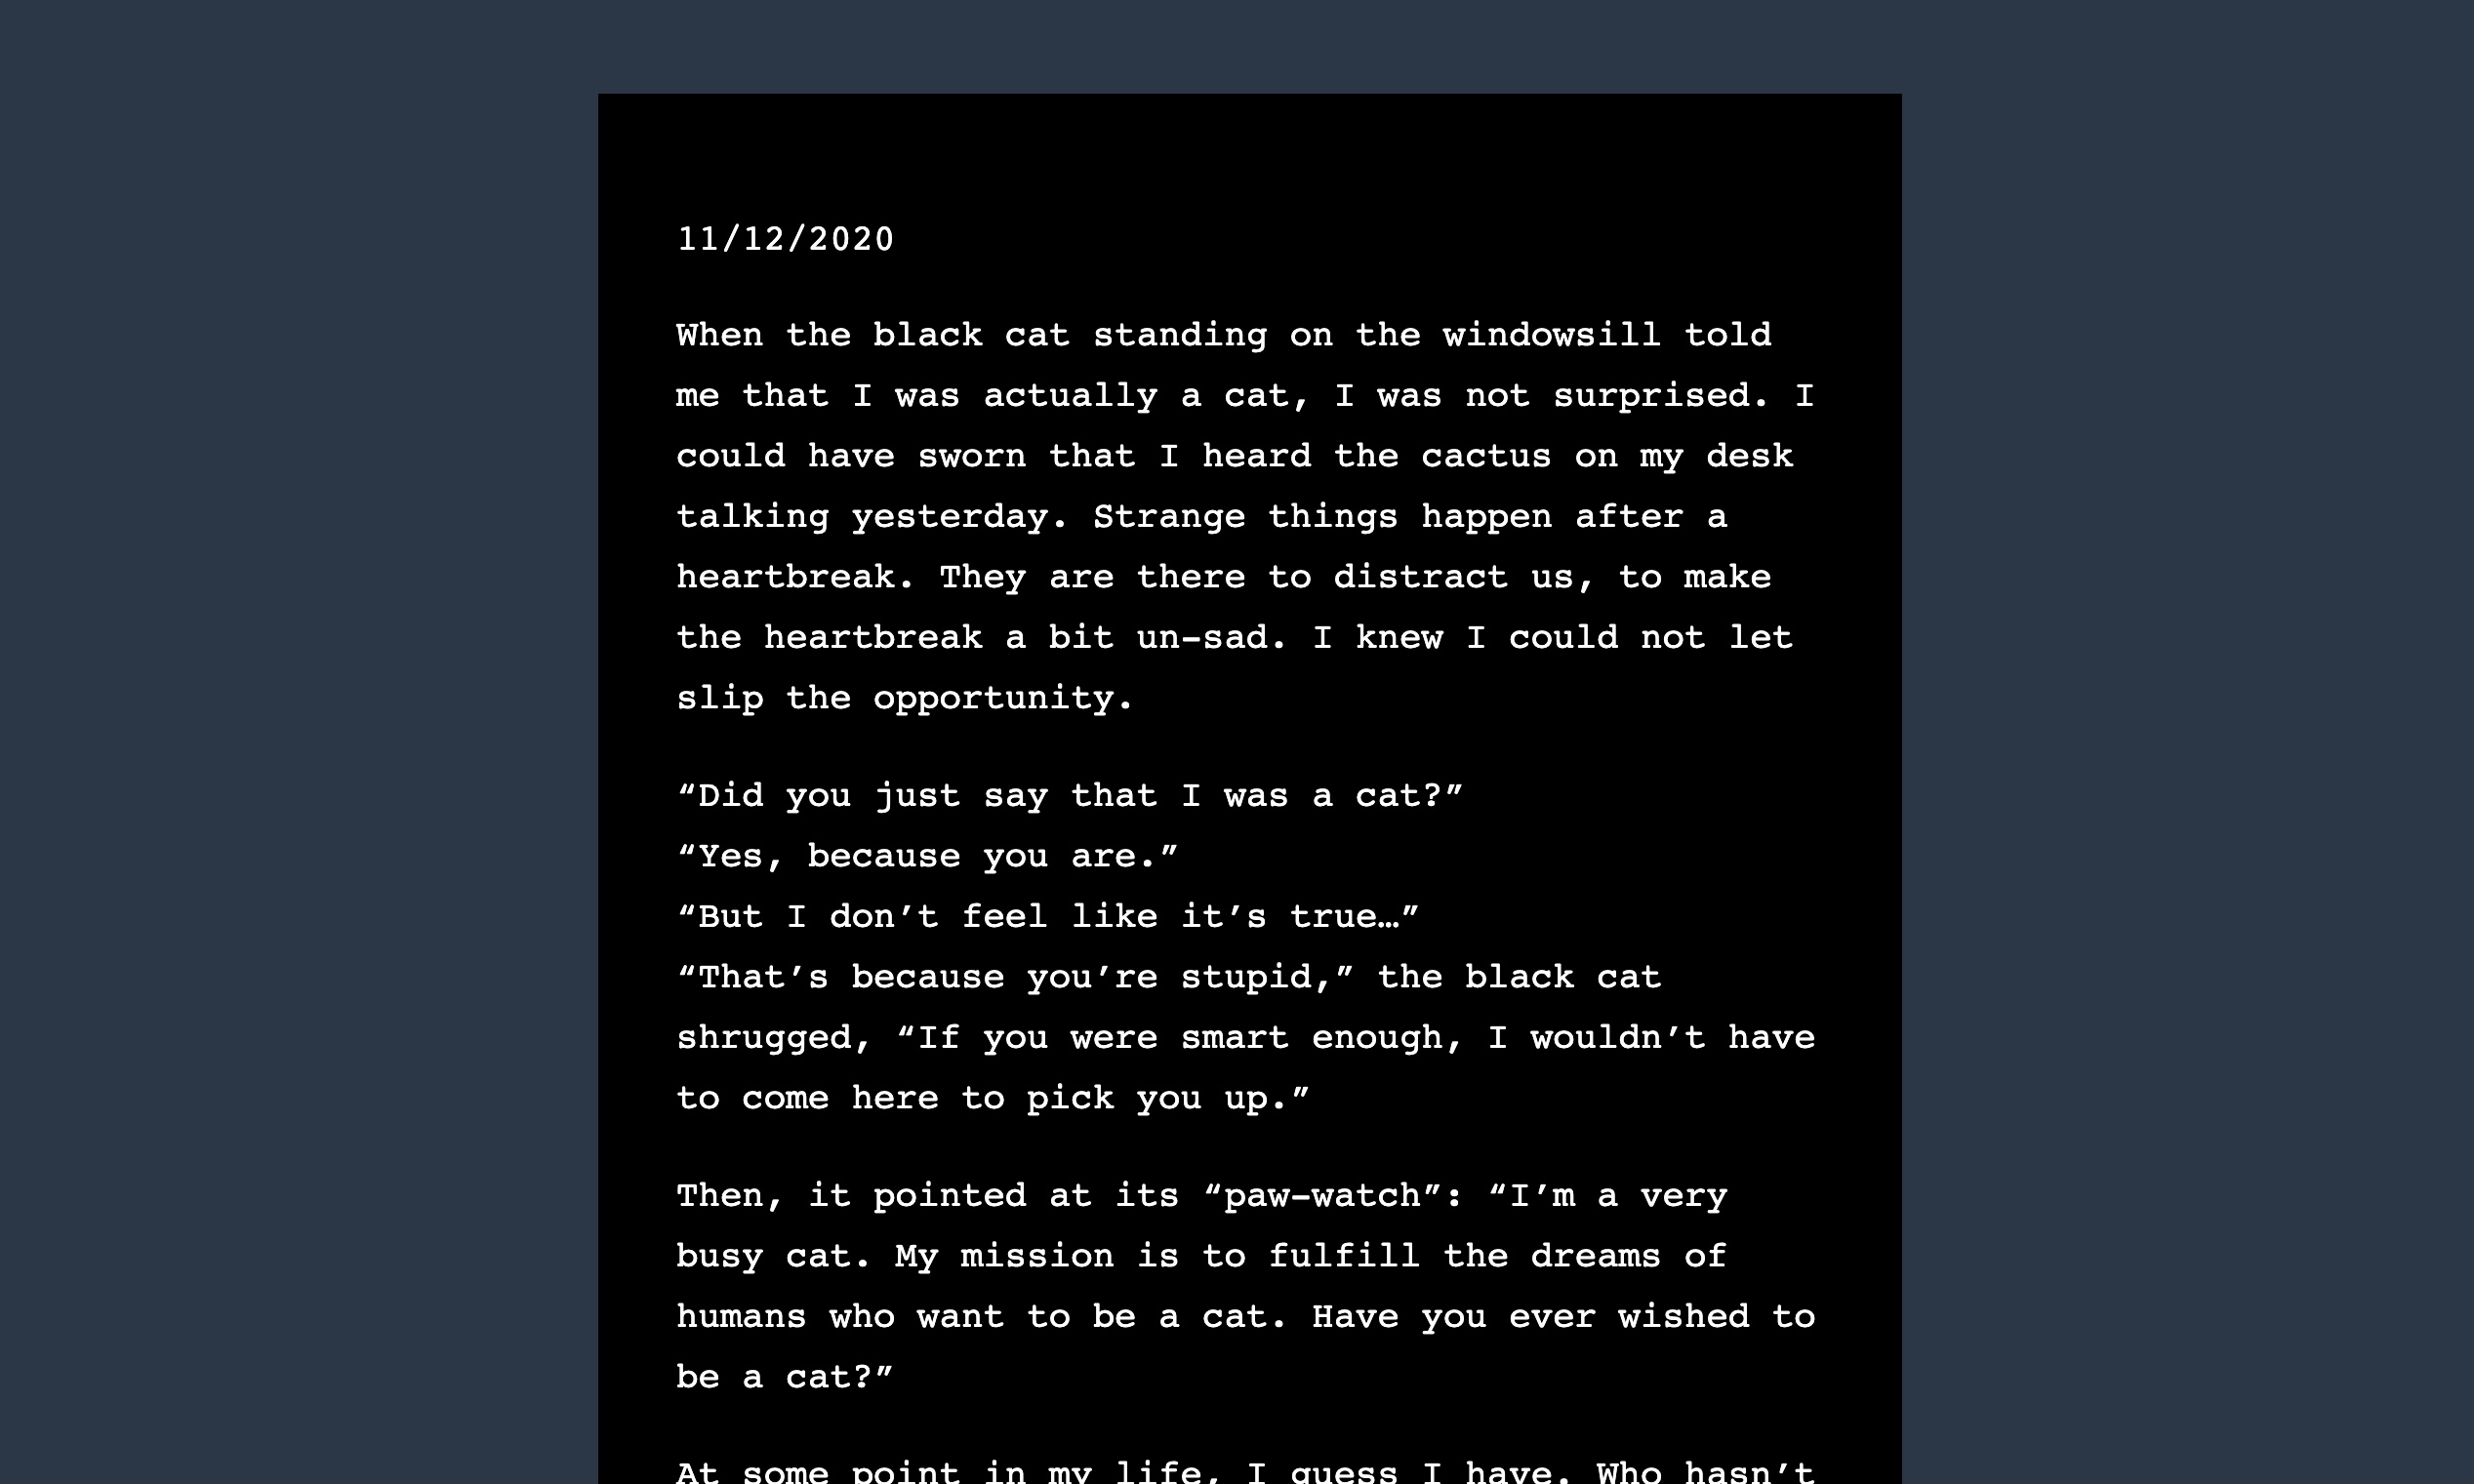 11/12/2020
When the black cat standing on the windowsill told
me that I was actually a cat, I was not surprised. I
could have sworn that I heard the cactus on my desk
talking yesterday. Strange things happen after a
heartbreak. They are there to distract us, to make
the heartbreak a bit un-sad. I knew I could not let
slip the opportunity.
“Did you just say that I was a cat?”
“Yes, because you are.”
“But I don’t feel like it’s true…”
“That’s because you’re stupid,” the black cat
shrugged, “If you were smart enough, I wouldn’t have
to come here to pick you up.”
Then, it pointed at its “paw-watch”: “I’m a very
busy cat. My mission is to fulfill the dreams of
humans who want to be a cat. Have you ever wished to
be a cat?”
At some point in my life, I guess I have. Who hasn’t